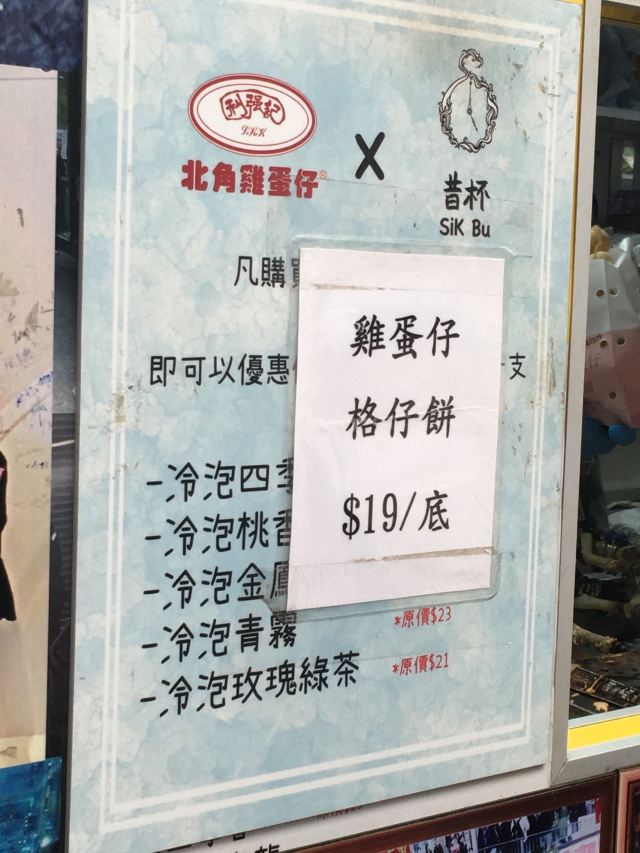 利強記
LKK
北角雞蛋仔®
X
昔杯
SiK Bu
凡購買
即可以優惠
支
雞蛋仔
格仔餅
$19/底
-冷泡四季
-冷泡桃香
-冷泡金鳳
-冷泡青霧 *原價$23
-冷泡玫瑰綠茶 *原價$21